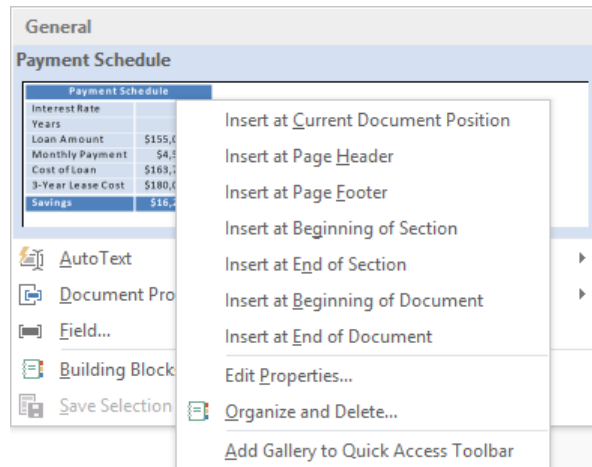 General
Payment Schedule
Payment Schedule
Interest Rate
Years
Loan Amount $155,0
Monthly Payment $4,5
Cost of Loan $163,7
3-Year Lease Cost $180,0
Savings $16,2
Insert at Current Document Position
Insert at Page Header
Insert at Page Footer
Insert at Beginning of Section
Insert at End of Section
Insert at Beginning of Document
Insert at End of Document
Edit Properties...
Organize and Delete...
Add Gallery to Quick Access Toolbar
AutoText
Document Pro
Field...
Building Block
Save Selection